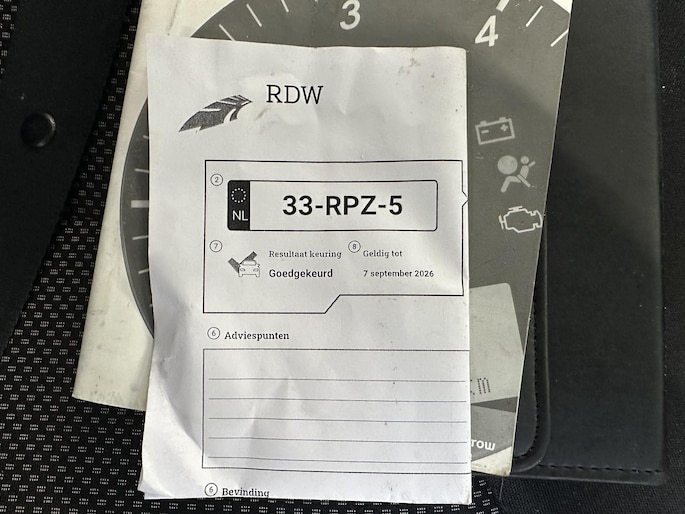 3
4
RDW
2
NL
33-RPZ-5
7 Resultaat keuring 8 Geldig tot
Goedgekeurd 7 september 2026
6 Adviespunten
row
6 Bevinding